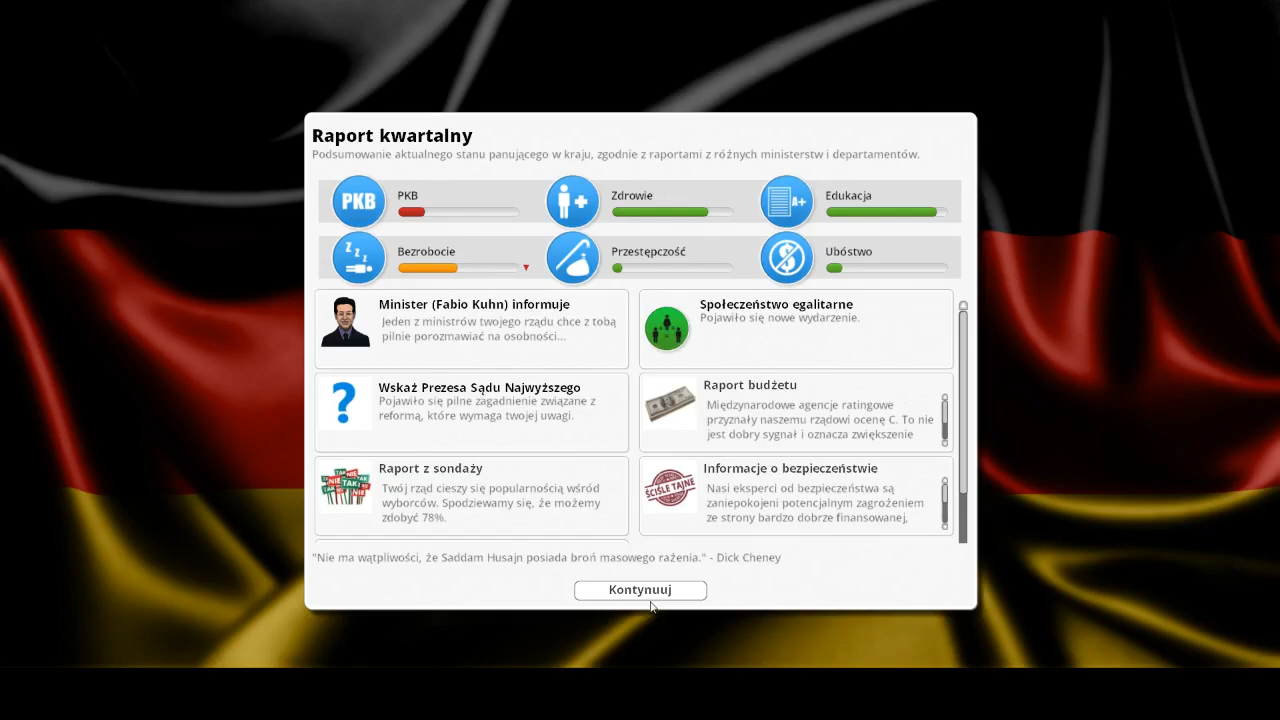 Raport kwartalny
Podsumowanie aktualnego stanu panującego w kraju, zgodnie z raportami z różnych ministerstw i departamentów.
PKB
PKB
Zdrowie
A+
Edukacja
Z Z Z
Bezrobocie
Przestępczość
Ubóstwo
Minister (Fabio Kuhn) informuje
Jeden z ministrów twojego rządu chce z tobą
pilnie porozmawiać na osobności...
Społeczeństwo egalitarne
Pojawiło się nowe wydarzenie.
Wskaż Prezesa Sądu Najwyższego
Pojawiło się pilne zagadnienie związane z
reformą, które wymaga twojej uwagi.
Raport budżetu
Międzynarodowe agencje ratingowe
przyznały naszemu rządowi ocenę C. To nie
jest dobry sygnał i oznacza zwiększenie
Raport z sondaży
Twój rząd cieszy się popularnością wśród
wyborców. Spodziewamy się, że możemy
zdobyć 78%.
ŚCIŚLE TAJNE
Informacje o bezpieczeństwie
Nasi eksperci od bezpieczeństwa są
zaniepokojeni potencjalnym zagrożeniem
ze strony bardzo dobrze finansowanej,
"Nie ma wątpliwości, że Saddam Husajn posiada broń masowego rażenia." - Dick Cheney
Kontynuuj